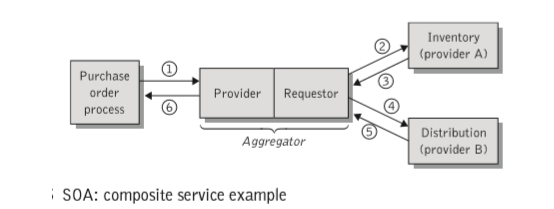 Purchase
order
process
①
⑥
Provider
Requestor
Aggregator
②
③
④
⑤
Inventory
(provider A)
Distribution
(provider B)
SOA: composite service example